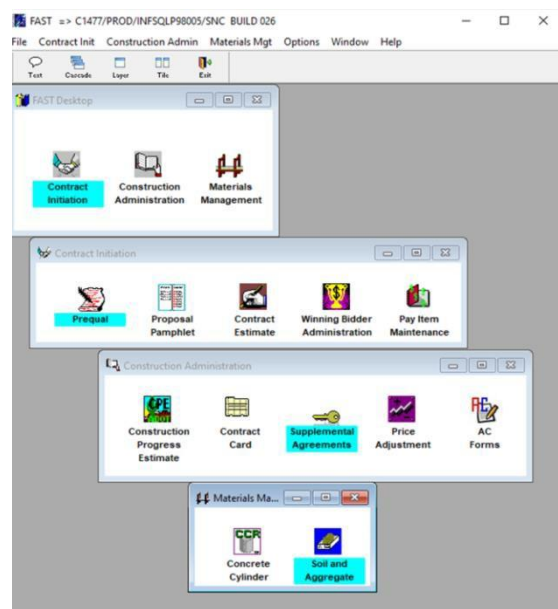 FAST => C1477/PROD/INFSQLP98005/SNC BUILD 026
File Contract Init Construction Admin Materials Mgt Options Window Help
Text Cascade Layer Tile Exit
FAST Desktop
Contract Initiation
Construction Administration
Materials Management
Contract Initiation
Prequal
Proposal Pamphlet
Contract Estimate
Winning Bidder Administration
Pay Item Maintenance
Construction Administration
CPE
Construction Progress Estimate
Contract Card
Supplemental Agreements
Price Adjustment
AC Forms
Materials Ma...
CCR
Concrete Cylinder
Soil and Aggregate